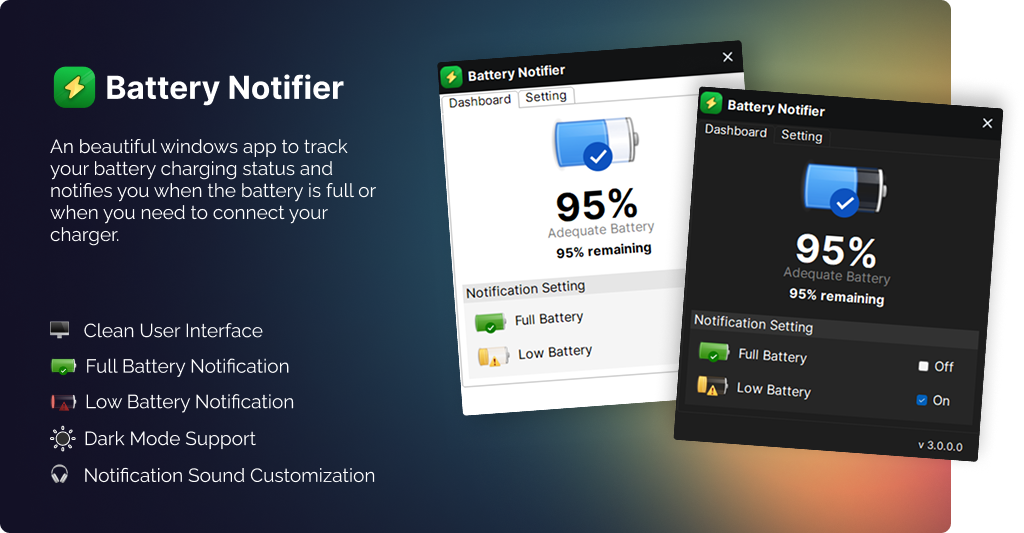 Battery Notifier
An beautiful windows app to track
your battery charging status and
notifies you when the battery is full or
when you need to connect your
charger.
Clean User Interface
Full Battery Notification
Low Battery Notification
Dark Mode Support
Notification Sound Customization
Battery Notifier
Dashboard Setting
95%
Adequate Battery
95% remaining
Notification Setting
Full Battery
Low Battery
Battery Notifier
Dashboard Setting
95%
Adequate Battery
95% remaining
Notification Setting
Full Battery Off
Low Battery On
v 3.0.0.0